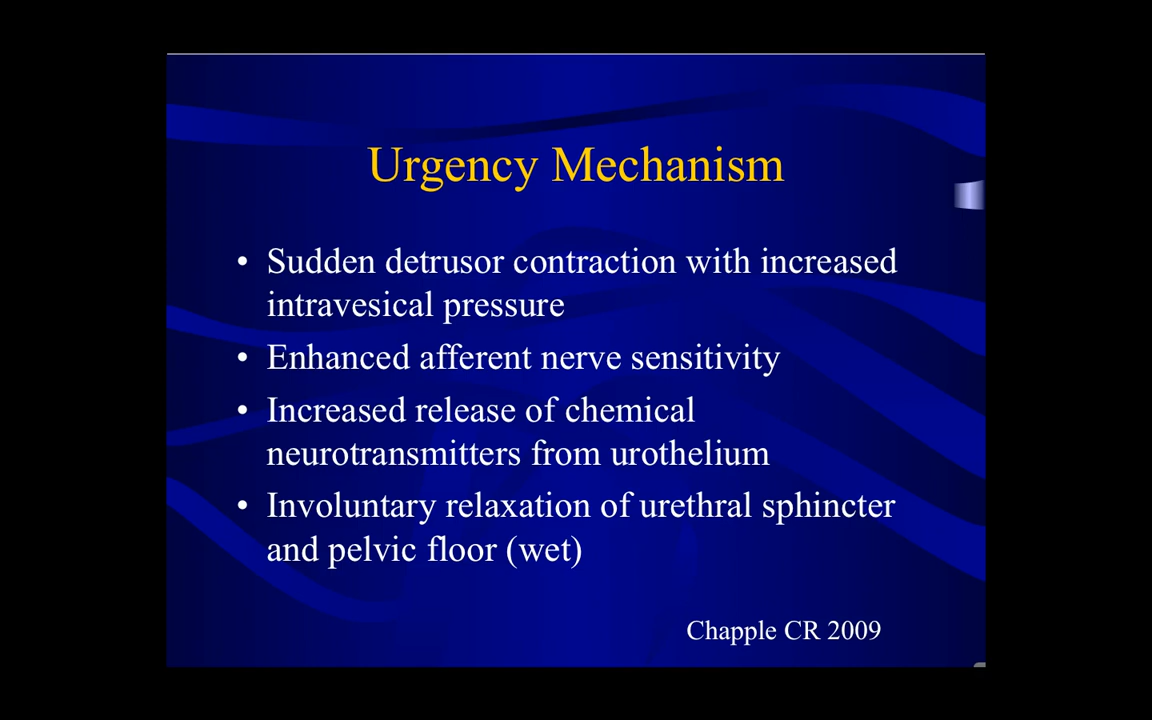 Urgency Mechanism
• Sudden detrusor contraction with increased
intravesical pressure
• Enhanced afferent nerve sensitivity
• Increased release of chemical
neurotransmitters from urothelium
• Involuntary relaxation of urethral sphincter
and pelvic floor (wet)
Chapple CR 2009